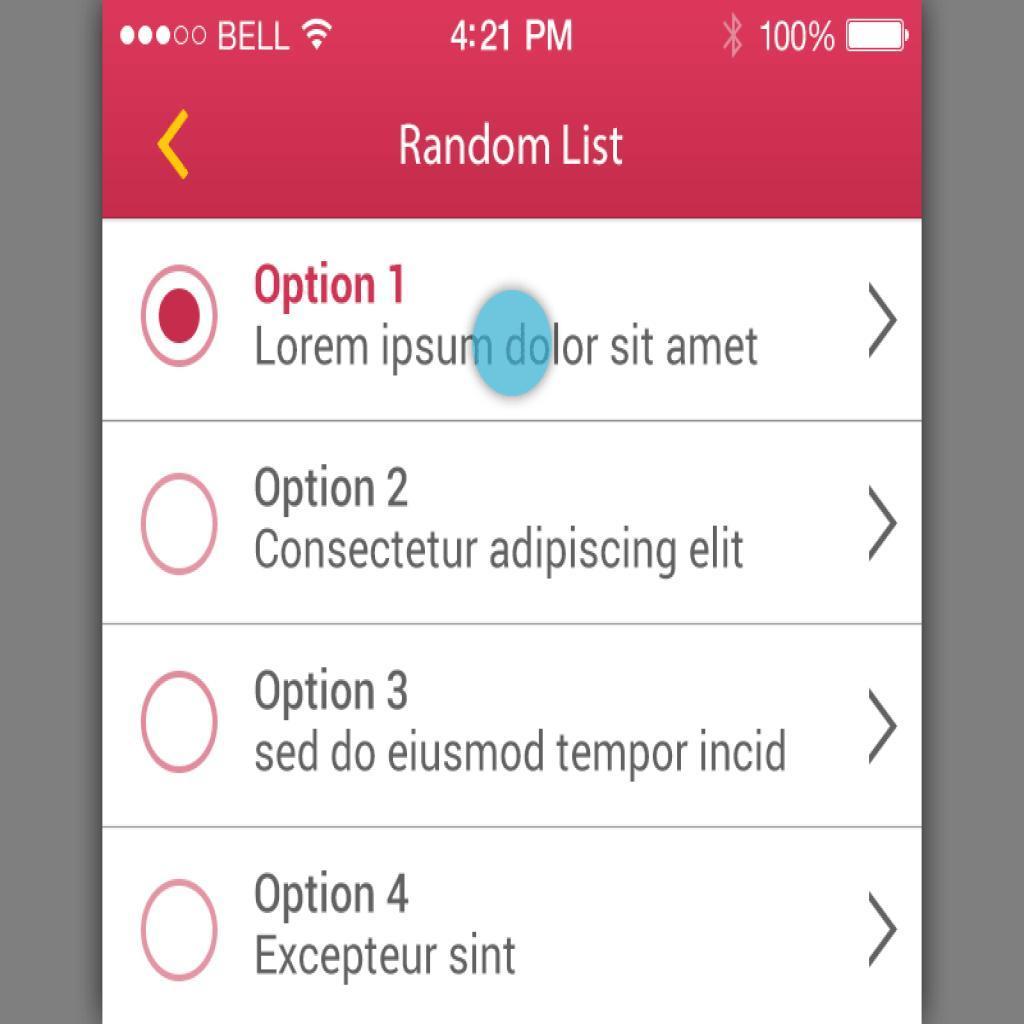 BELL 4:21 PM 100%
Random List
Option 1
Lorem ipsum dolor sit amet
Option 2
Consectetur adipiscing elit
Option 3
sed do eiusmod tempor incid
Option 4
Excepteur sint